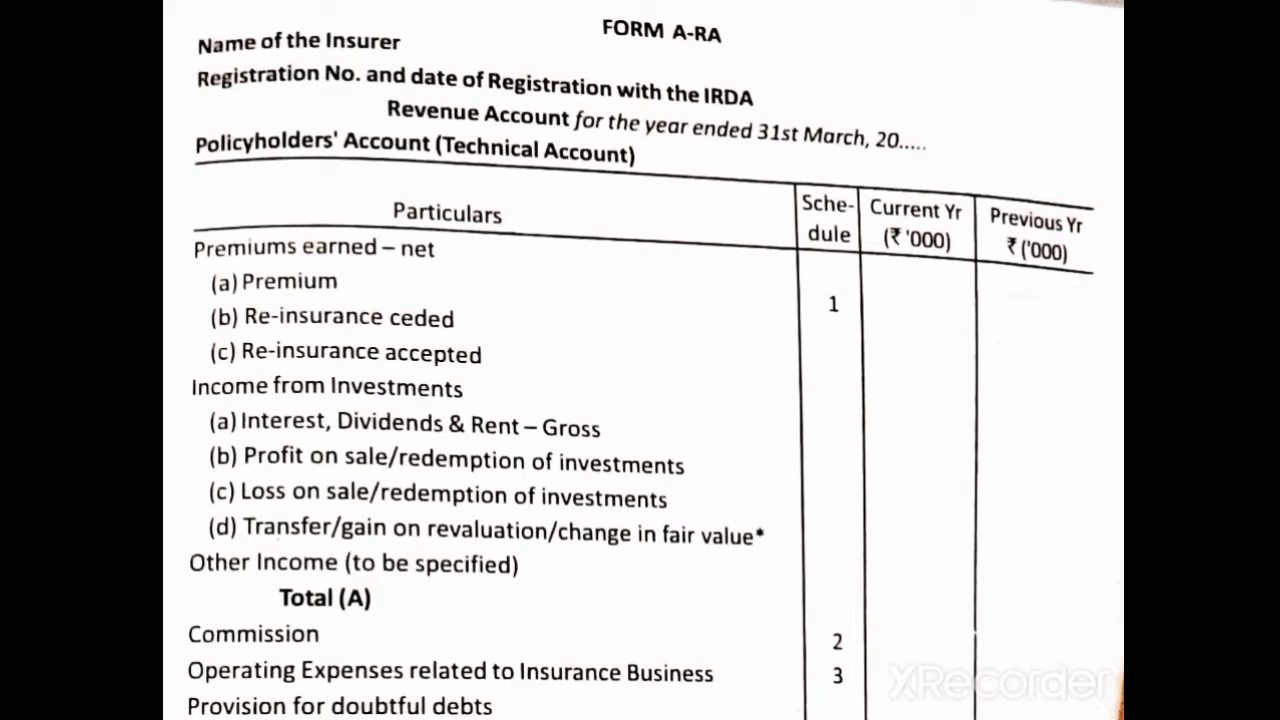 FORM A-RA
Name of the Insurer
Registration No. and date of Registration with the IRDA
Revenue Account for the year ended 31st March, 20.....
Policyholders' Account (Technical Account)
Particulars Sche-dule Current Yr (₹ '000) Previous Yr ₹ ('000)
Premiums earned – net
(a) Premium 1
(b) Re-insurance ceded
(c) Re-insurance accepted
Income from Investments
(a) Interest, Dividends & Rent – Gross
(b) Profit on sale/redemption of investments
(c) Loss on sale/redemption of investments
(d) Transfer/gain on revaluation/change in fair value*
Other Income (to be specified)
Total (A)
Commission 2
Operating Expenses related to Insurance Business 3
Provision for doubtful debts
XRecorder